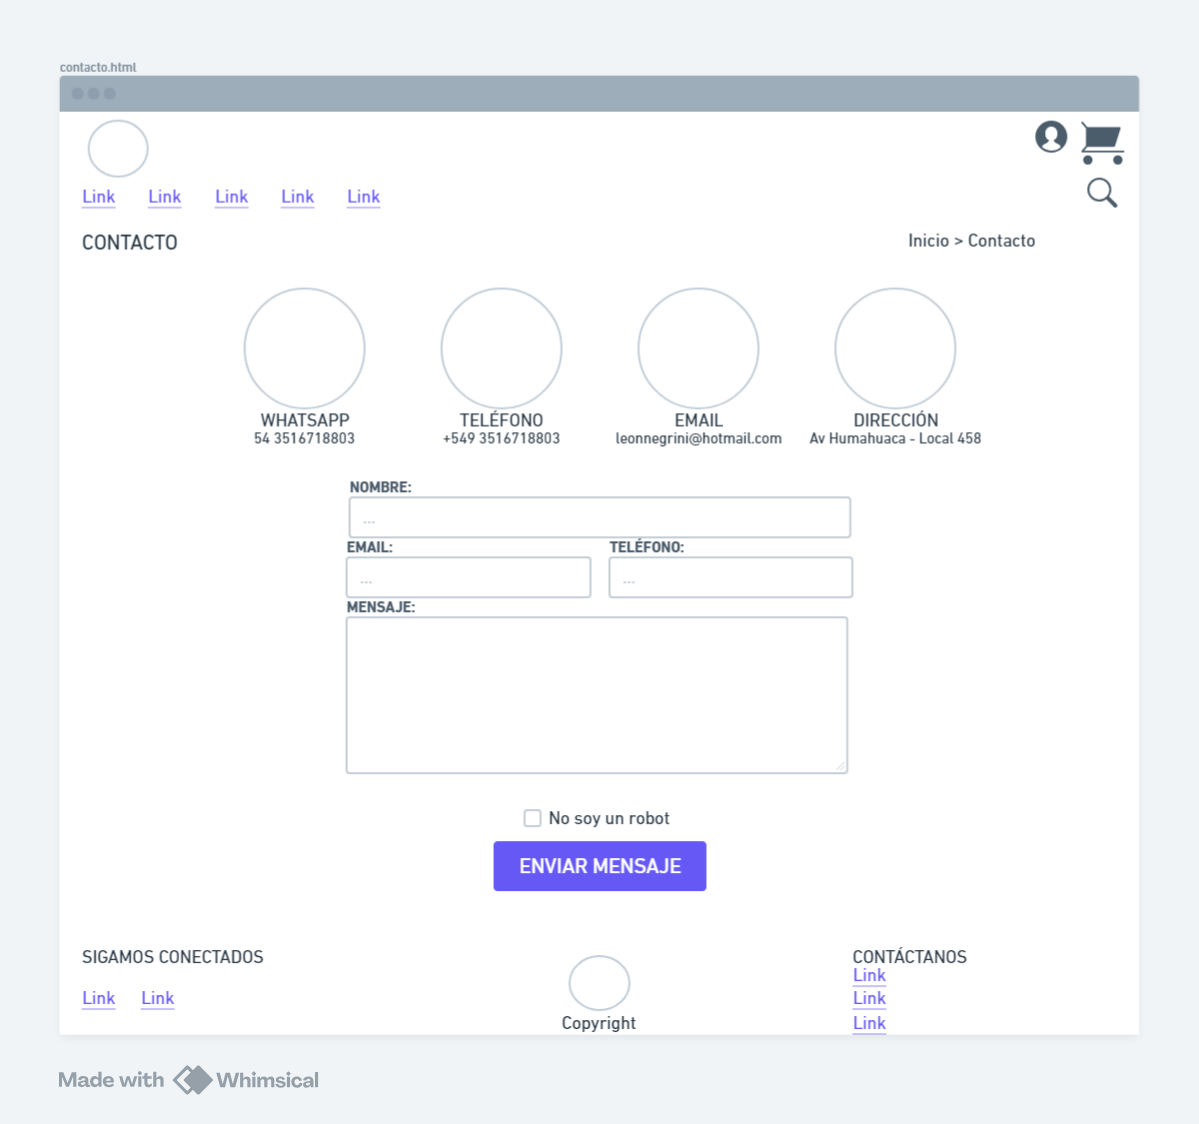 contacto.html
Link Link Link Link Link
CONTACTO
Inicio > Contacto
WHATSAPP
54 3516718803
TELÉFONO
+549 3516718803
EMAIL
leonnegrini@hotmail.com
DIRECCIÓN
Av Humahuaca - Local 458
NOMBRE:
...
EMAIL:
...
TELÉFONO:
...
MENSAJE:
No soy un robot
ENVIAR MENSAJE
SIGAMOS CONECTADOS
Link Link
Copyright
CONTÁCTANOS
Link
Link
Link
Made with Whimsical